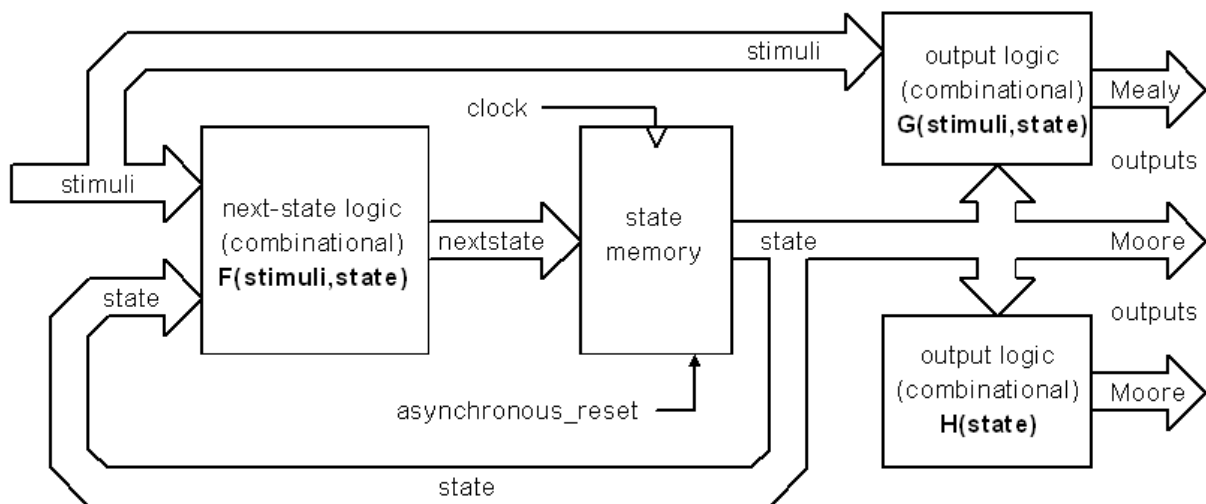 stimuli
output logic
(combinational)
G(stimuli,state)
Mealy
clock
outputs
stimuli
next-state logic
(combinational)
F(stimuli,state)
nextstate
state
memory
state
Moore
state
outputs
output logic
(combinational)
H(state)
Moore
asynchronous_reset
state